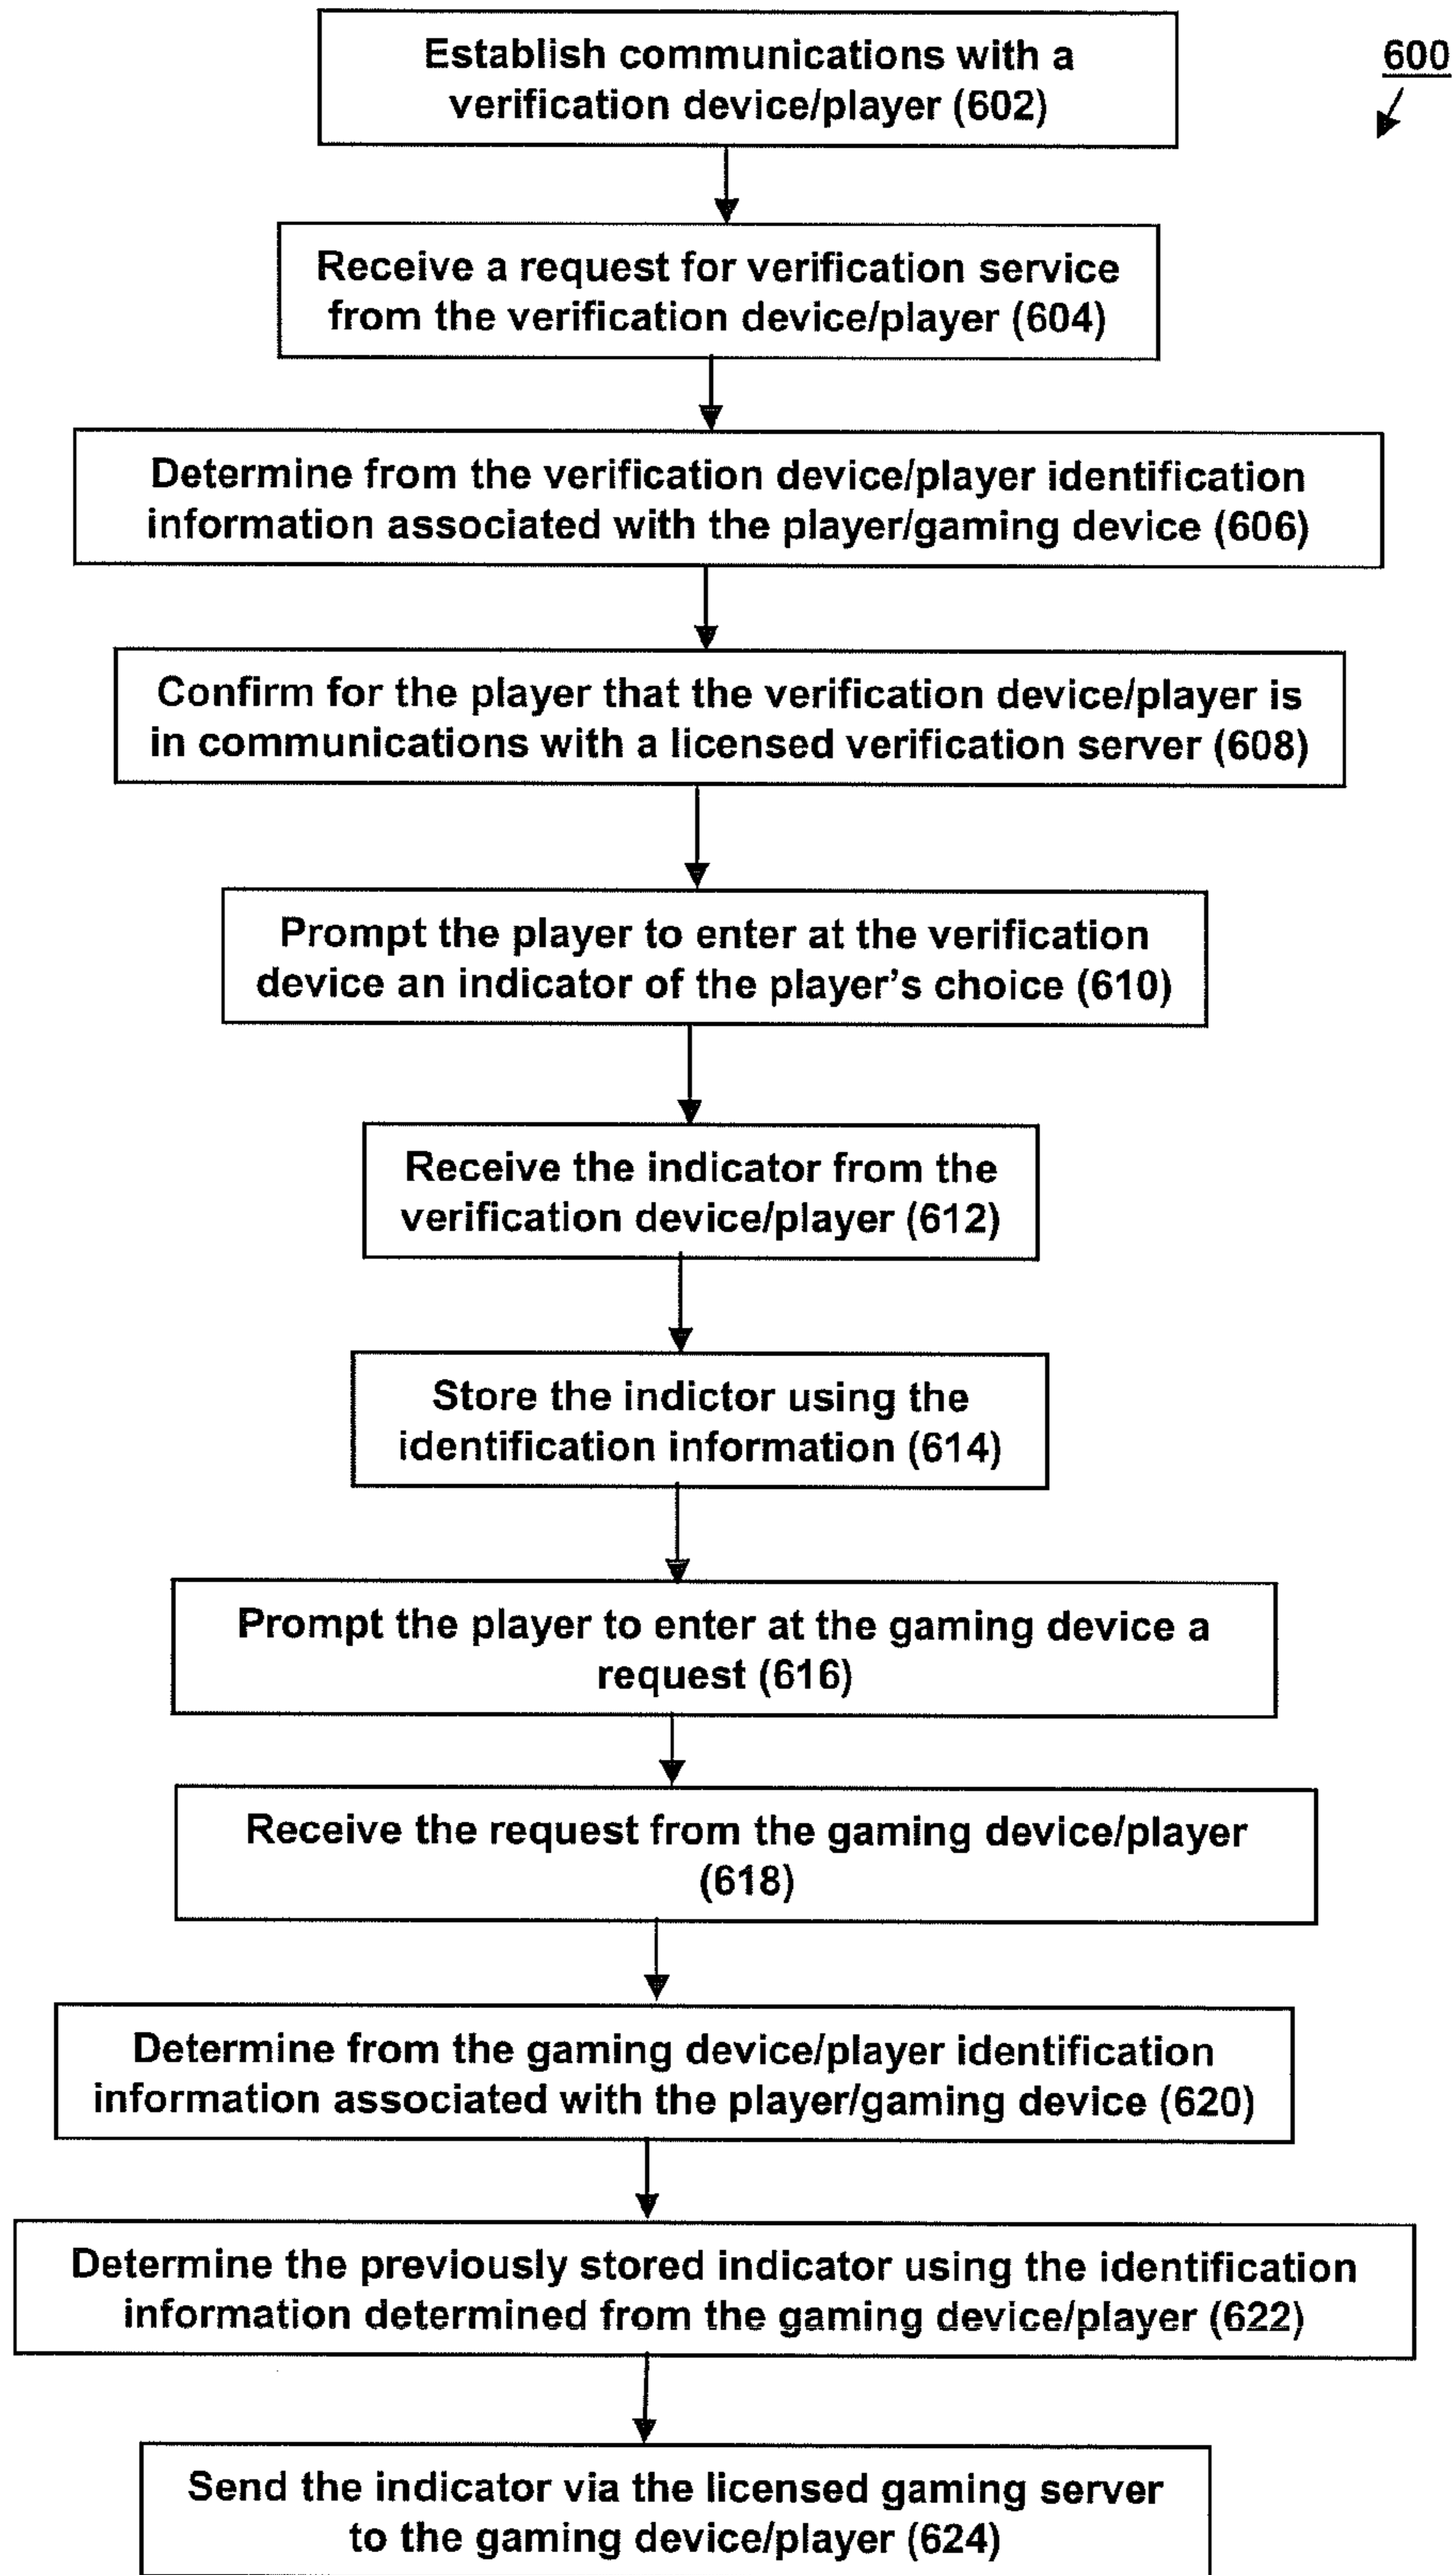 Establish communications with a
verification device/player (602)
600
Receive a request for verification service
from the verification device/player (604)
Determine from the verification device/player identification
information associated with the player/gaming device (606)
Confirm for the player that the verification device/player is
in communications with a licensed verification server (608)
Prompt the player to enter at the verification
device an indicator of the player's choice (610)
Receive the indicator from the
verification device/player (612)
Store the indictor using the
identification information (614)
Prompt the player to enter at the gaming device a
request (616)
Receive the request from the gaming device/player
(618)
Determine from the gaming device/player identification
information associated with the player/gaming device (620)
Determine the previously stored indicator using the identification
information determined from the gaming device/player (622)
Send the indicator via the licensed gaming server
to the gaming device/player (624)